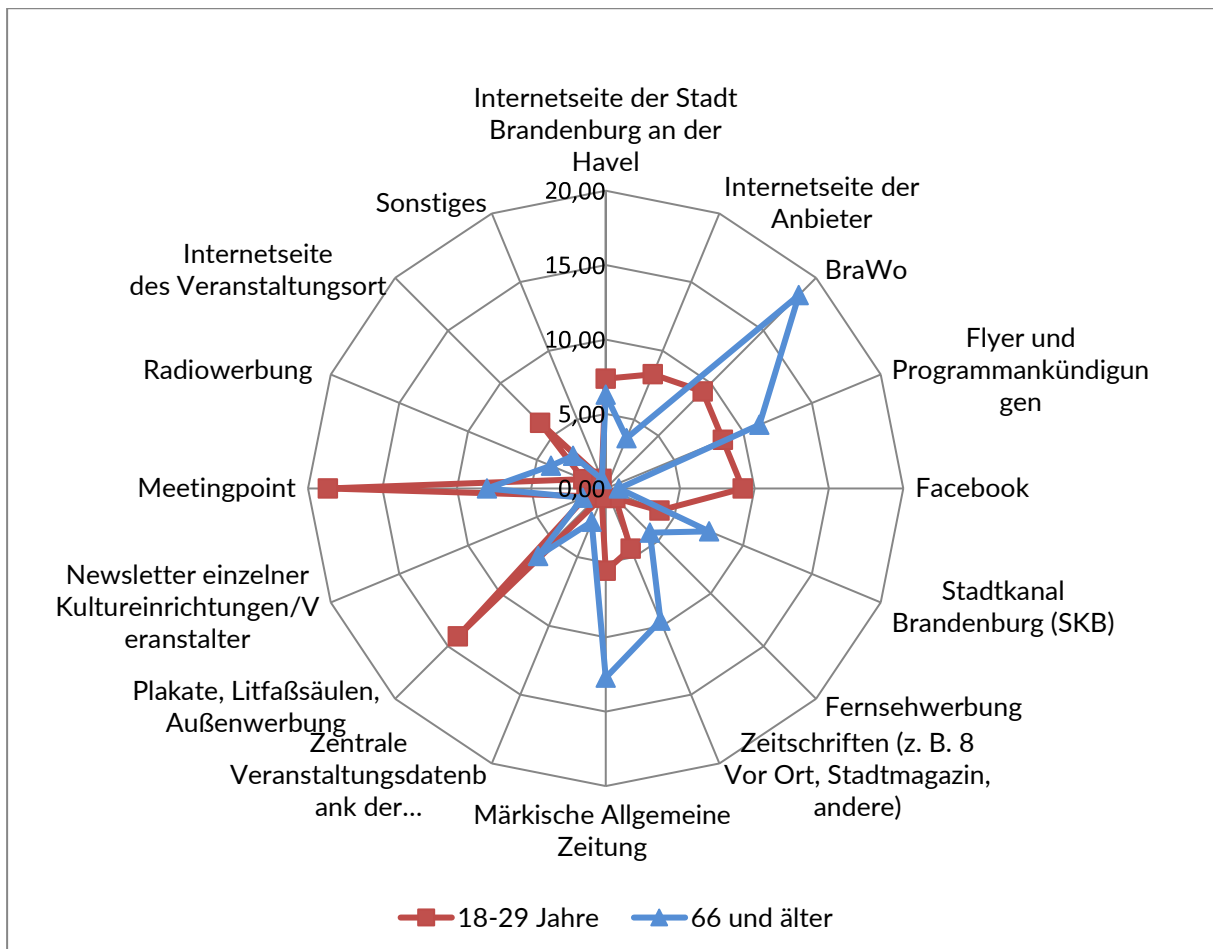 Internetseite der Stadt
Brandenburg an der
Havel
20,00
15,00
10,00
5,00
0,00
Internetseite der
Anbieter
BraWo
Flyer und
Programmankündigun
gen
Facebook
Stadtkanal
Brandenburg (SKB)
Fernsehwerbung
Zeitschriften (z. B. 8
Vor Ort, Stadtmagazin,
andere)
Märkische Allgemeine
Zeitung
Zentrale
Veranstaltungsdatenb
ank der...
Plakate, Litfaßsäulen,
Außenwerbung
Newsletter einzelner
Kultureinrichtungen/V
eranstalter
Meetingpoint
Radiowerbung
Internetseite
des Veranstaltungsort
Sonstiges
18-29 Jahre
66 und älter